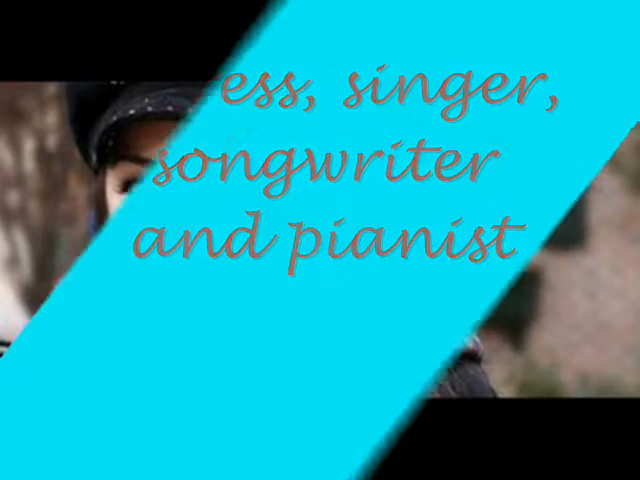 ess, singer,
songwriter
and pianist